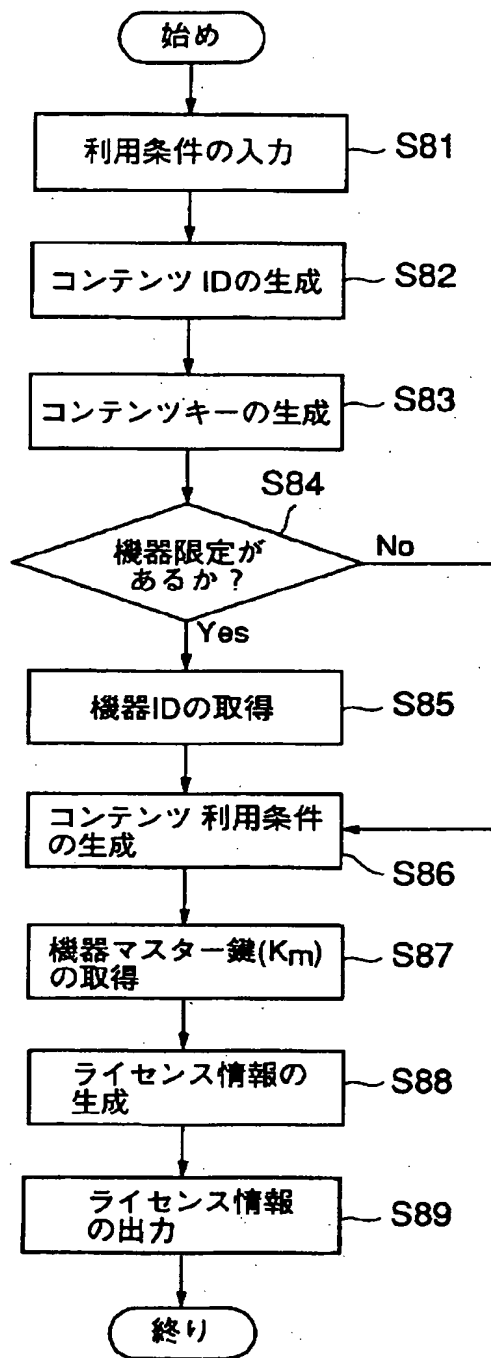 始め
利用条件の入力
S81
コンテンツ IDの生成
S82
コンテンツキーの生成
S83
S84
機器限定が
あるか？
No
Yes
機器IDの取得
S85
コンテンツ 利用条件
の生成
S86
機器マスター鍵(Km)
の取得
S87
ライセンス情報の
生成
S88
ライセンス情報
の出力
S89
終り